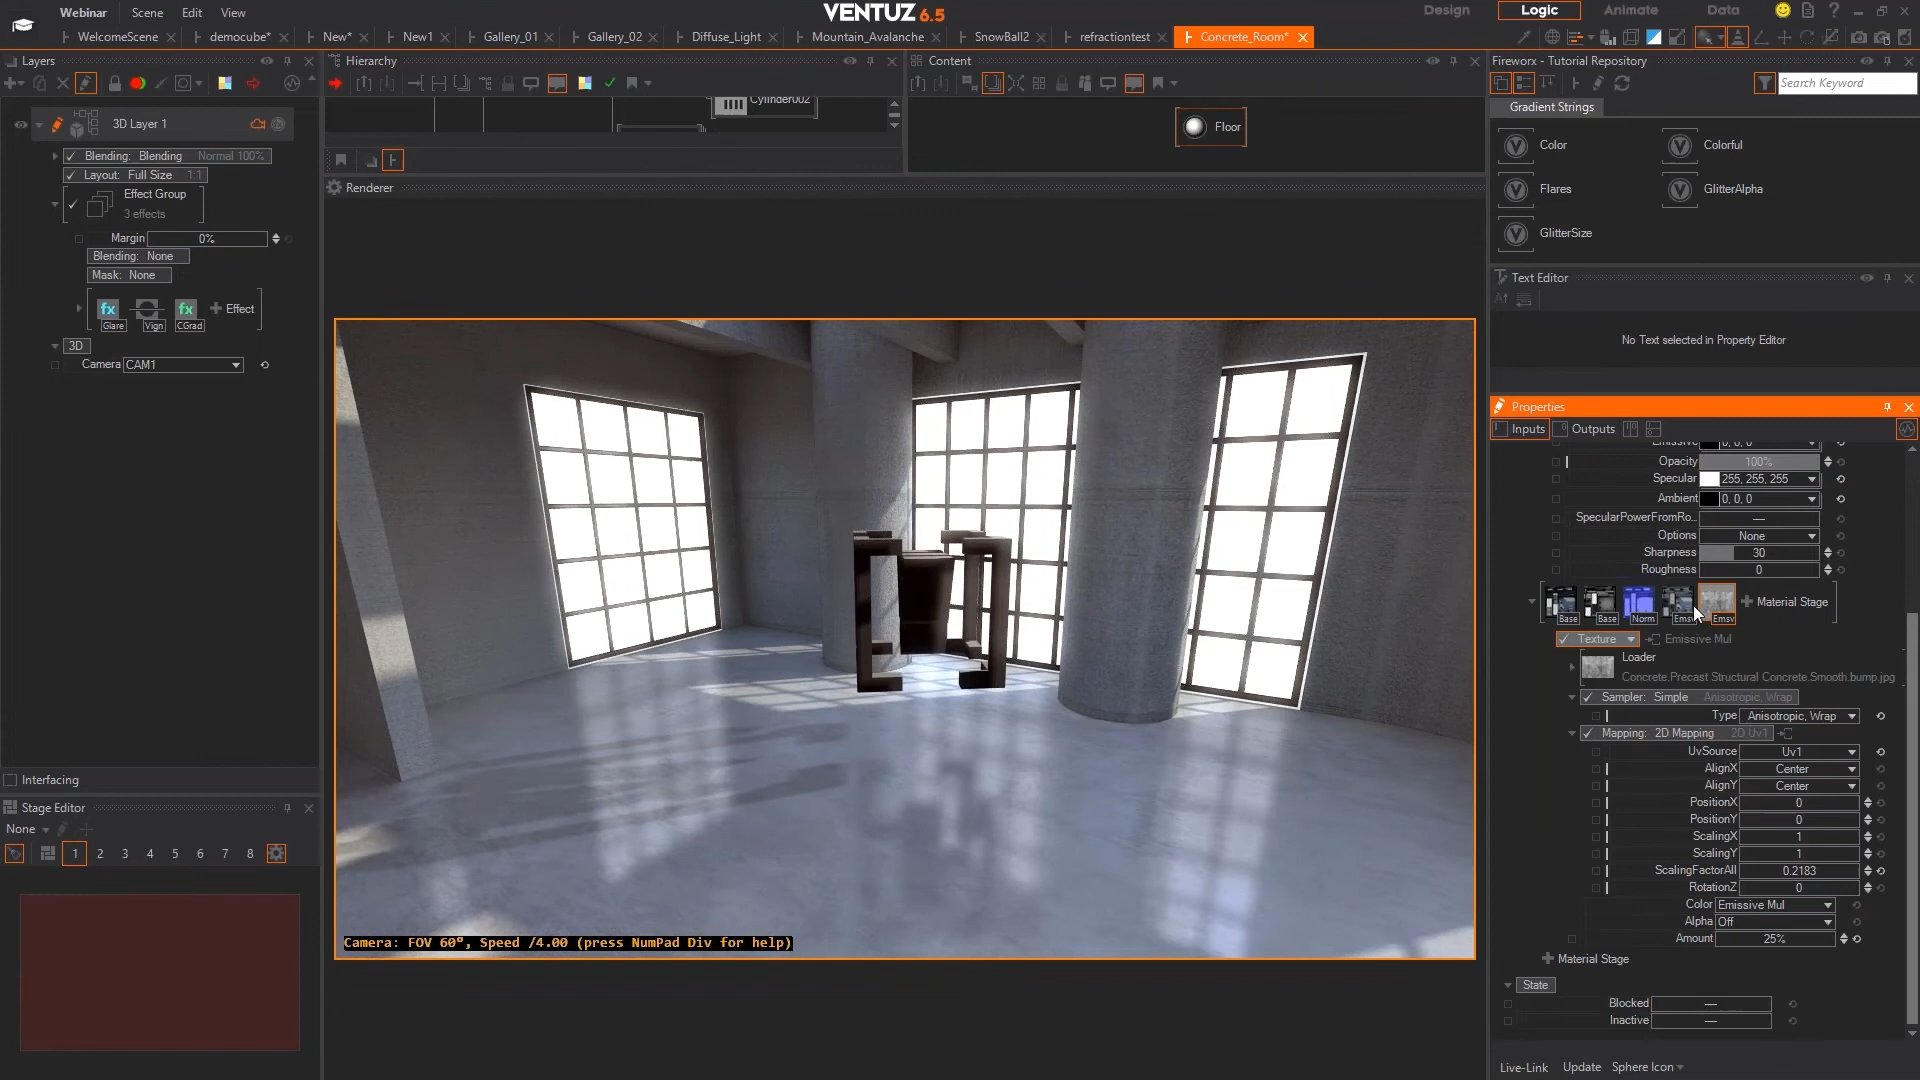 Webinar Scene Edit View
VENTUZ 6.5
Design Logic Animate Data
WelcomeScene democube* New* New1 Gallery_01 Gallery_02 Diffuse_Light Mountain_Avalanche SnowBall2 refractiontest Concrete_Room*
Layers
Hierarchy
Content
Fireworx - Tutorial Repository
Search Keyword
Gradient Strings
Cylinder002
Floor
3D Layer 1
Color
Colorful
Flares
GlitterAlpha
GlitterSize
Blending: Blending Normal 100%
Layout: Full Size 1:1
Effect Group
3 effects
Renderer
Margin 0%
Blending: None
Mask: None
fx fx Effect
Glare Vign CGrad
3D
Camera CAM1
Text Editor
No Text selected in Property Editor
Properties
Inputs Outputs
Emissive 0, 0, 0
Opacity 100%
Specular 255, 255, 255
Ambient 0, 0, 0
SpecularPowerFromRo... —
Options None
Sharpness 30
Roughness 0
Base Base Norm Emsv Emsv Material Stage
Texture Emissive Mul
Loader
Concrete.Precast Structural Concrete.Smooth.bump.jpg
Sampler: Simple Anisotropic, Wrap
Type Anisotropic, Wrap
Mapping: 2D Mapping 2D Uv1
UvSource Uv1
AlignX Center
AlignY Center
PositionX 0
PositionY 0
ScalingX 1
ScalingY 1
ScalingFactorAll 0.2183
RotationZ 0
Color Emissive Mul
Alpha Off
Amount 25%
Material Stage
State
Blocked —
Inactive —
Live-Link Update Sphere Icon
Interfacing
Stage Editor
None
1 2 3 4 5 6 7 8
Camera: FOV 60°, Speed /4.00 (press NumPad Div for help)